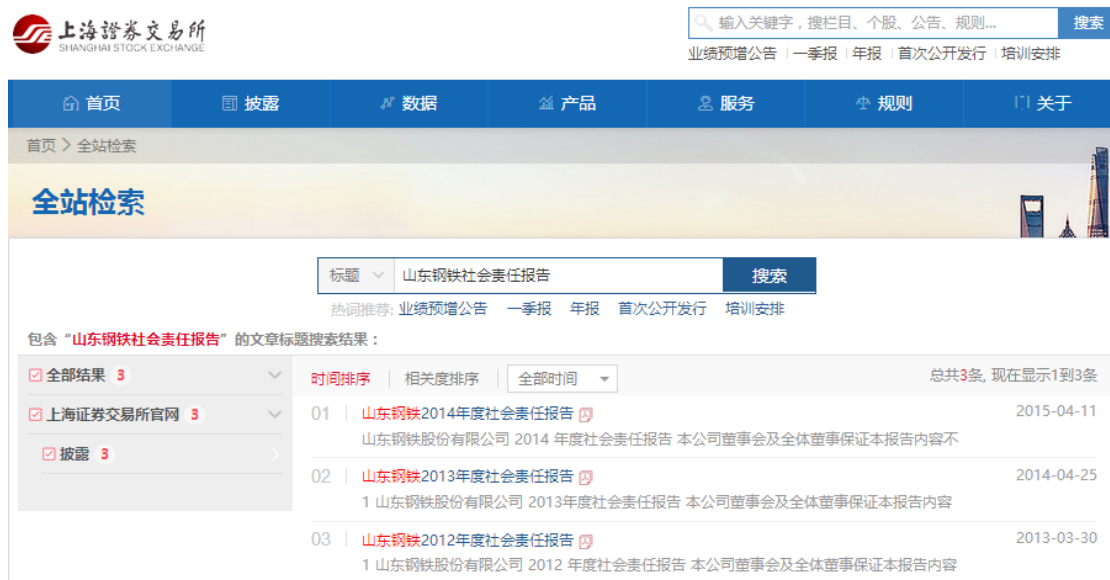 上海證券交易所
SHANGHAI STOCK EXCHANGE
输入关键字，搜栏目、个股、公告、规则... 搜索
业绩预增公告 一季报 年报 首次公开发行 培训安排
首页 披露 数据 产品 服务 规则 关于
首页 > 全站检索
全站检索
标题 山东钢铁社会责任报告 搜索
热词推荐: 业绩预增公告 一季报 年报 首次公开发行 培训安排
包含“山东钢铁社会责任报告”的文章标题搜索结果：
全部结果 3
上海证券交易所官网 3
披露 3
时间排序 相关度排序 全部时间 总共3条, 现在显示1到3条
01 山东钢铁2014年度社会责任报告 2015-04-11
山东钢铁股份有限公司 2014 年度社会责任报告 本公司董事会及全体董事保证本报告内容不
02 山东钢铁2013年度社会责任报告 2014-04-25
1 山东钢铁股份有限公司 2013年度社会责任报告 本公司董事会及全体董事保证本报告内容
03 山东钢铁2012年度社会责任报告 2013-03-30
1 山东钢铁股份有限公司 2012 年度社会责任报告 本公司董事会及全体董事保证本报告内容